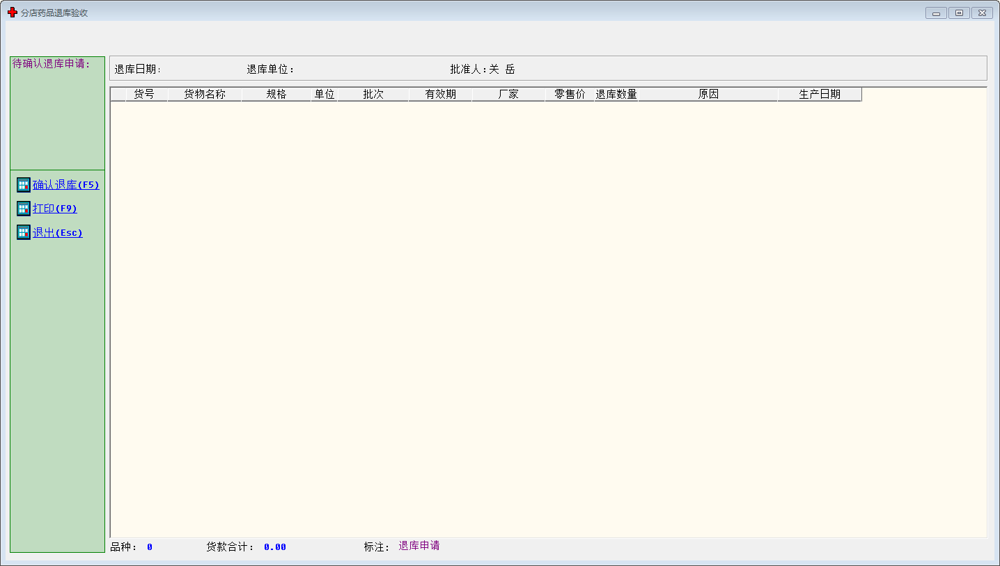 分店药品退库验收
待确认退库申请:
退库日期: 退库单位: 批准人:关 岳
货号 货物名称 规格 单位 批次 有效期 厂家 零售价 退库数量 原因 生产日期
确认退库(F5)
打印(F9)
退出(Esc)
品种: 0 货款合计: 0.00 标注: 退库申请